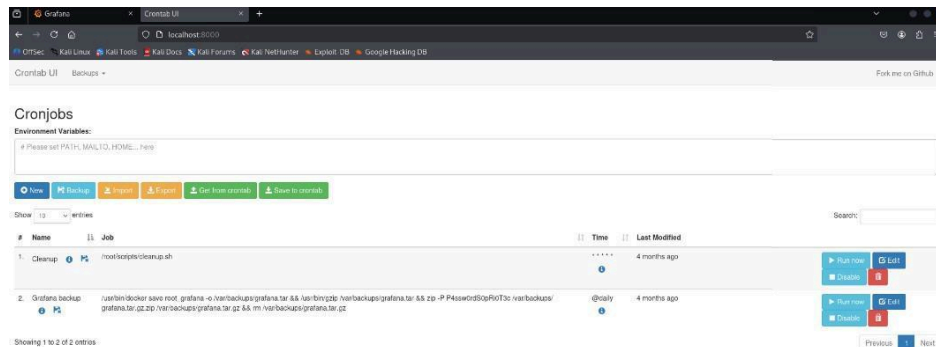 Grafana
Crontab UI
localhost:8000
OffSec Kali Linux Kali Tools Kali Docs Kali Forums Kali NetHunter Exploit-DB Google Hacking DB
Crontab UI Backups Fork me on Github
Cronjobs
Environment Variables:
# Please set PATH, MAILTO, HOME... here
New Backup Import Export Get from crontab Save to crontab
Show 10 entries Search:
# Name Job Time Last Modified
1. Cleanup /root/scripts/cleanup.sh * * * * * 4 months ago Run now Edit
Disable
2. Grafana backup /usr/bin/docker save root_grafana -o /var/backups/grafana.tar && /usr/bin/gzip /var/backups/grafana.tar && zip -P P4ssw0rdS0pRi0T3c /var/backups/ @daily 4 months ago Run now Edit
grafana.tar.gz.zip /var/backups/grafana.tar.gz && rm /var/backups/grafana.tar.gz Disable
Showing 1 to 2 of 2 entries Previous 1 Next